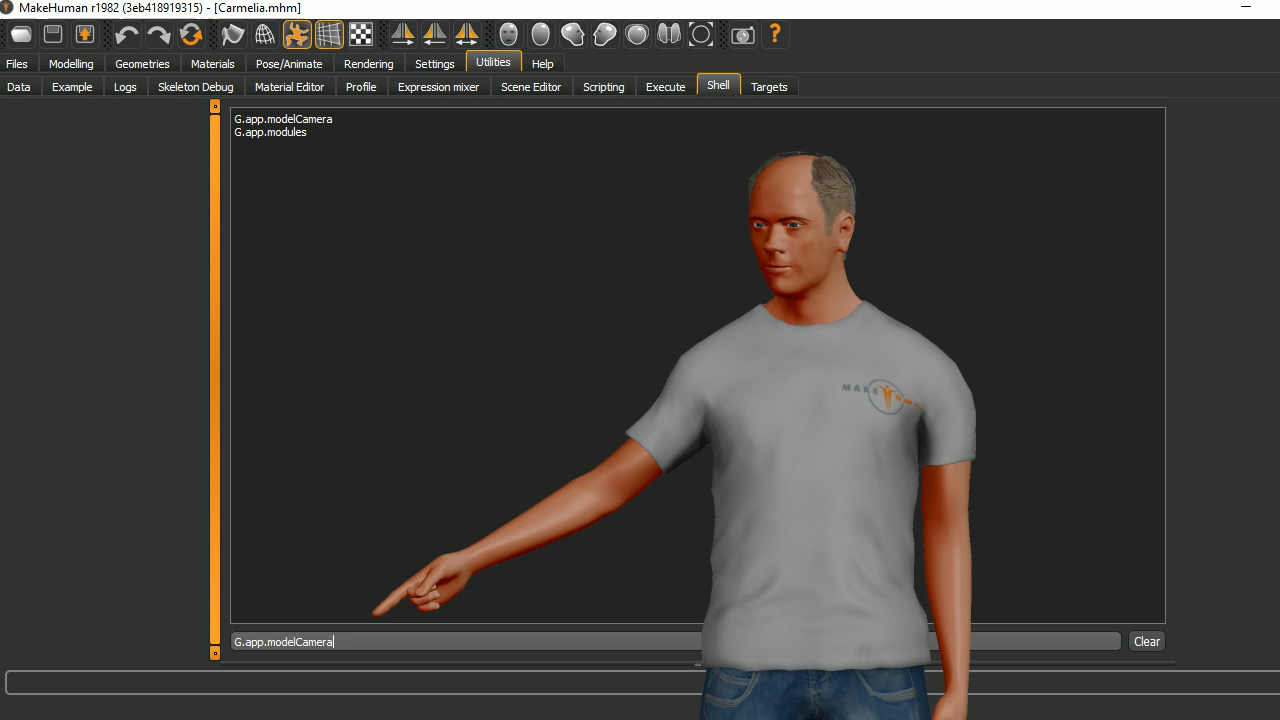 MakeHuman r1982 (3eb418919315) - [Carmelia.mhm]
Files Modelling Geometries Materials Pose/Animate Rendering Settings Utilities Help
Data Example Logs Skeleton Debug Material Editor Profile Expression mixer Scene Editor Scripting Execute Shell Targets
G.app.modelCamera
G.app.modules
MAKE
G.app.modelCamera
Clear